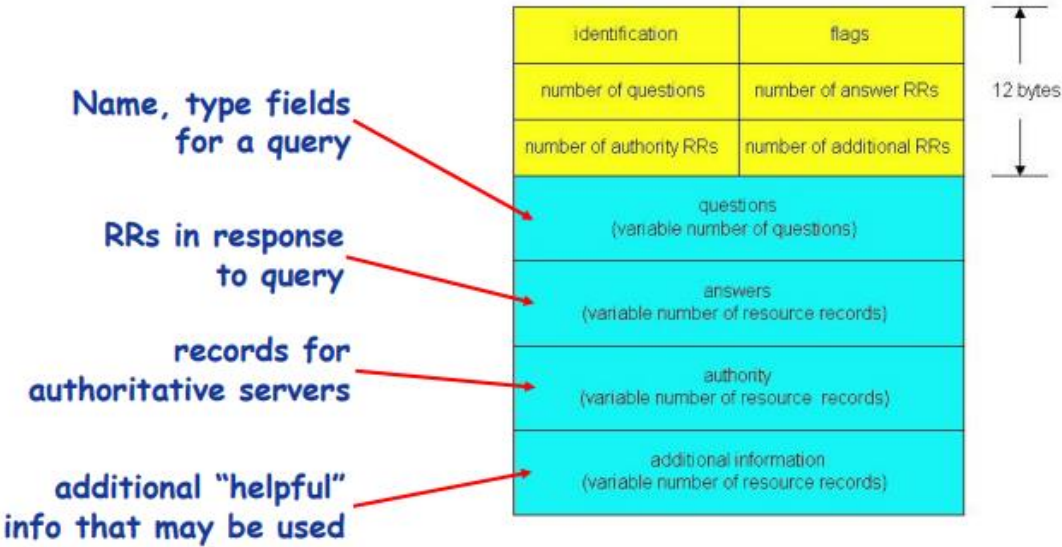 identification
flags
number of questions
number of answer RRs
number of authority RRs
number of additional RRs
12 bytes
Name, type fields
for a query
questions
(variable number of questions)
RRs in response
to query
answers
(variable number of resource records)
records for
authoritative servers
authority
(variable number of resource records)
additional "helpful"
info that may be used
additional information
(variable number of resource records)